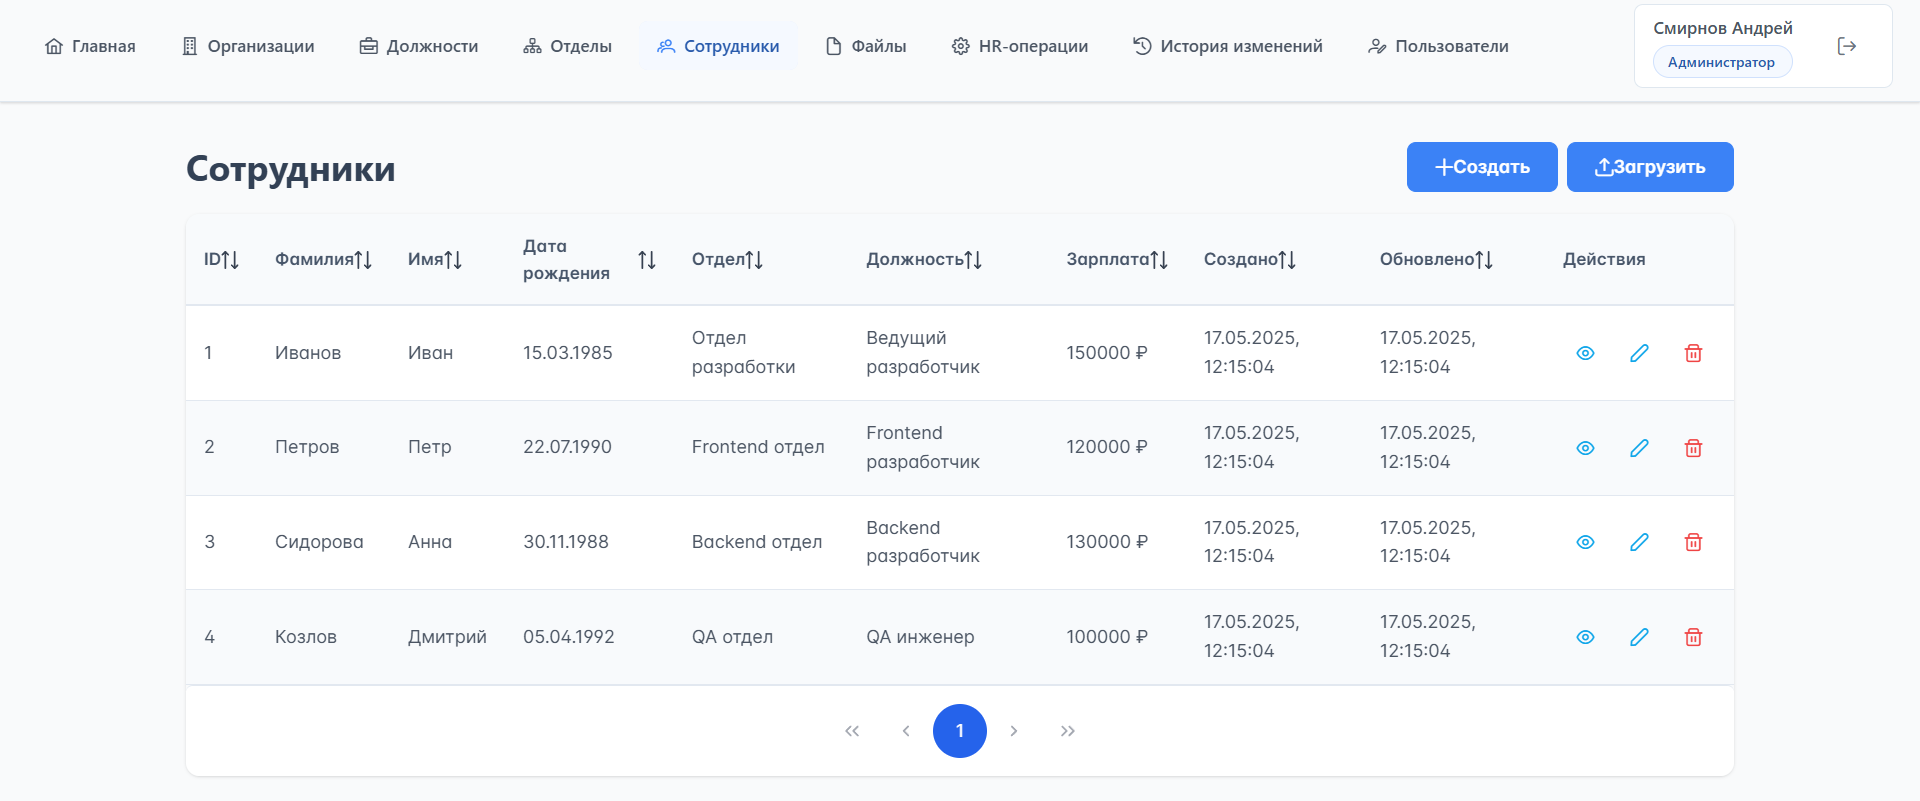 Главная Организации Должности Отделы Сотрудники Файлы HR-операции История изменений Пользователи
Смирнов Андрей
Администратор
Сотрудники
Создать Загрузить
ID Фамилия Имя Дата рождения Отдел Должность Зарплата Создано Обновлено Действия
1 Иванов Иван 15.03.1985 Отдел разработки Ведущий разработчик 150000 ₽ 17.05.2025, 12:15:04 17.05.2025, 12:15:04
2 Петров Петр 22.07.1990 Frontend отдел Frontend разработчик 120000 ₽ 17.05.2025, 12:15:04 17.05.2025, 12:15:04
3 Сидорова Анна 30.11.1988 Backend отдел Backend разработчик 130000 ₽ 17.05.2025, 12:15:04 17.05.2025, 12:15:04
4 Козлов Дмитрий 05.04.1992 QA отдел QA инженер 100000 ₽ 17.05.2025, 12:15:04 17.05.2025, 12:15:04
1